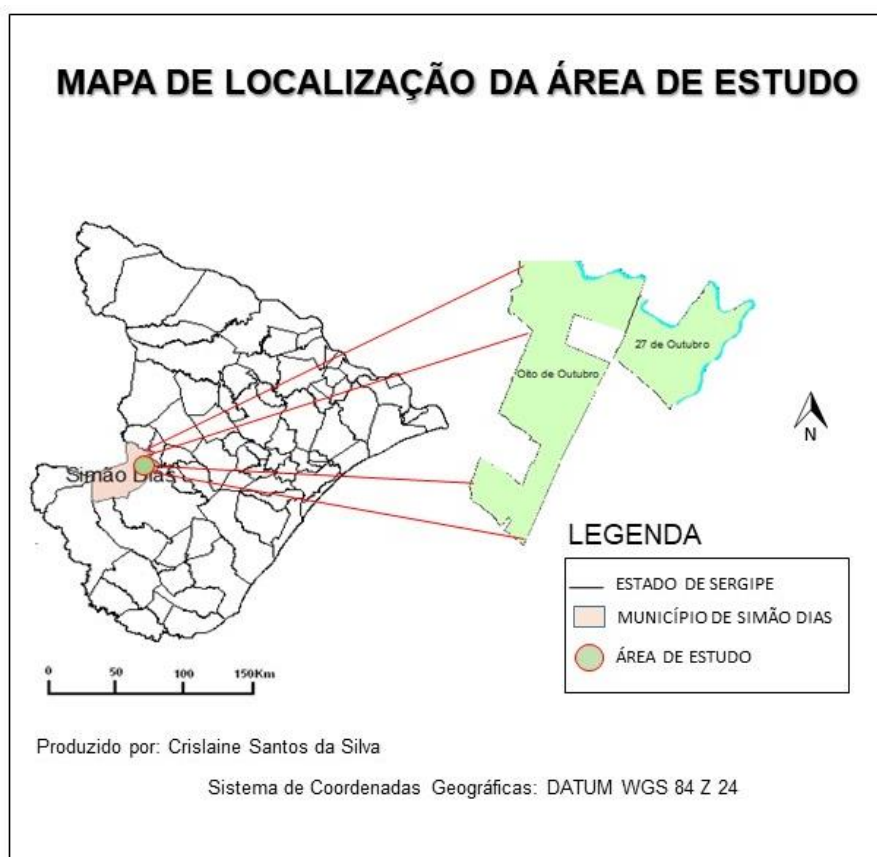 MAPA DE LOCALIZAÇÃO DA ÁREA DE ESTUDO
27 de Outubro
Oito de Outubro
N
Simão Dias
LEGENDA
ESTADO DE SERGIPE
MUNICÍPIO DE SIMÃO DIAS
ÁREA DE ESTUDO
0 50 100 150Km
Produzido por: Crislaine Santos da Silva
Sistema de Coordenadas Geográficas: DATUM WGS 84 Z 24